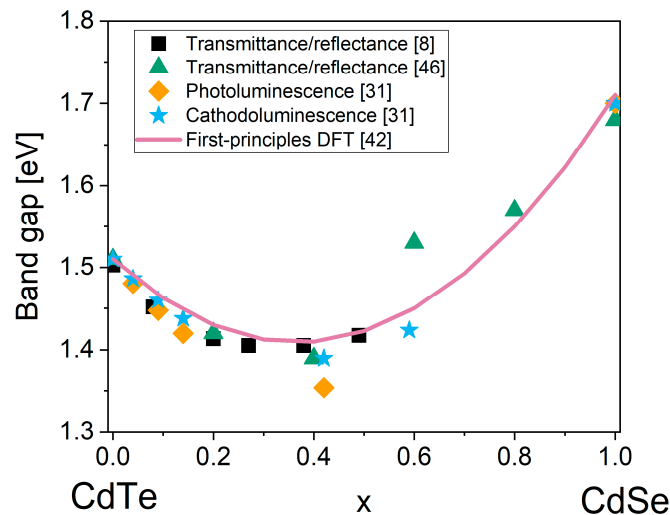 1.8
1.7
1.6
1.5
1.4
1.3
Band gap [eV]
Transmittance/reflectance [8]
Transmittance/reflectance [46]
Photoluminescence [31]
Cathodoluminescence [31]
First-principles DFT [42]
0.0 0.2 0.4 0.6 0.8 1.0
CdTe x CdSe